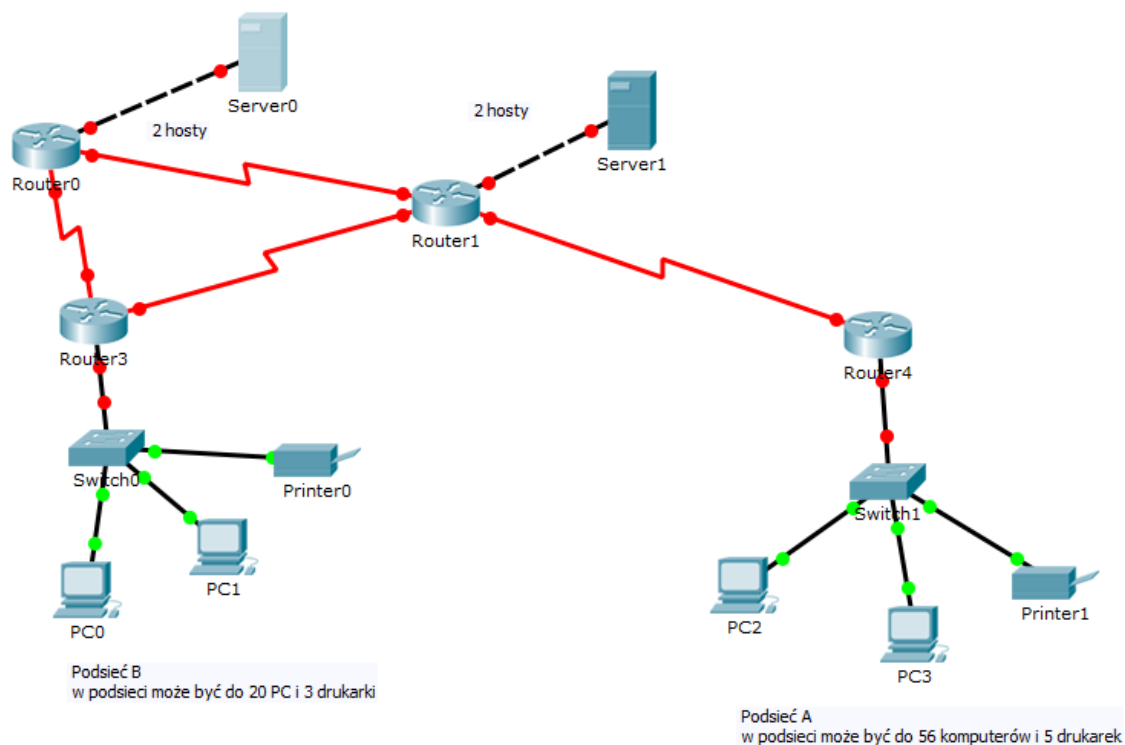 Server0
2 hosty
2 hosty
Server1
Router0
Router1
Router3
Router4
Switch0
Printer0
Switch1
PC1
PC0
PC2
Printer1
PC3
Podsieć B
w podsieci może być do 20 PC i 3 drukarki
Podsieć A
w podsieci może być do 56 komputerów i 5 drukarek